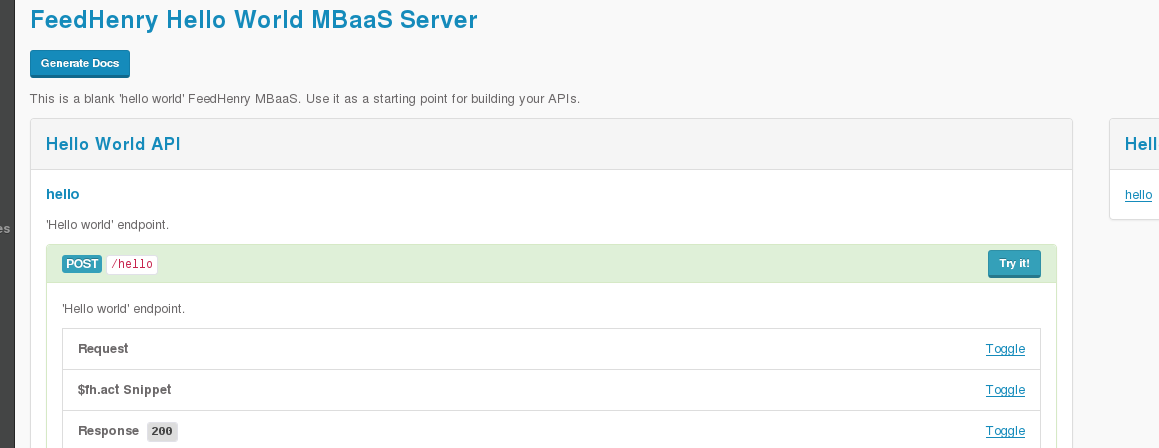 FeedHenry Hello World MBaaS Server
Generate Docs
This is a blank 'hello world' FeedHenry MBaaS. Use it as a starting point for building your APIs.
Hello World API
hello
'Hello world' endpoint.
POST /hello Try it!
'Hello world' endpoint.
Request Toggle
$fh.act Snippet Toggle
Response 200 Toggle
Hell
hello
es